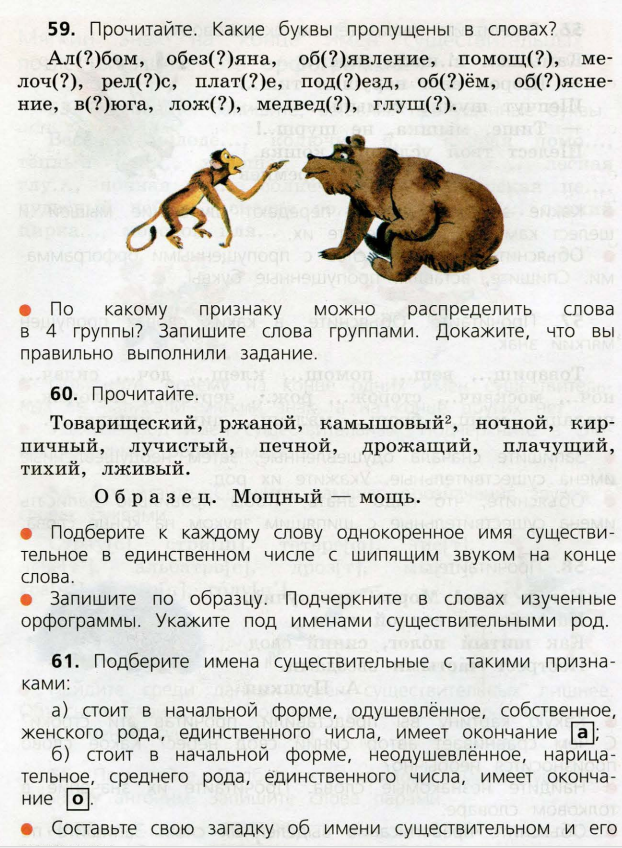 59. Прочитайте. Какие буквы пропущены в словах?
Ал(?)бом, обез(?)яна, об(?)явление, помощ(?), ме-
лоч(?), рел(?)с, плат(?)е, под(?)езд, об(?)ём, об(?)ясне-
ние, в(?)юга, лож(?), медвед(?), глуш(?).
• По какому признаку можно распределить слова
в 4 группы? Запишите слова группами. Докажите, что вы
правильно выполнили задание.
60. Прочитайте.
Товарищеский, ржаной, камышовый², ночной, кир-
пичный, лучистый, печной, дрожащий, плачущий,
тихий, лживый.
Образец. Мощный — мощь.
• Подберите к каждому слову однокоренное имя существи-
тельное в единственном числе с шипящим звуком на конце
слова.
• Запишите по образцу. Подчеркните в словах изученные
орфограммы. Укажите под именами существительными род.
61. Подберите имена существительные с такими призна-
ками:
а) стоит в начальной форме, одушевлённое, собственное,
женского рода, единственного числа, имеет окончание а;
б) стоит в начальной форме, неодушевлённое, нарица-
тельное, среднего рода, единственного числа, имеет оконча-
ние о.
• Составьте свою загадку об имени существительном и его